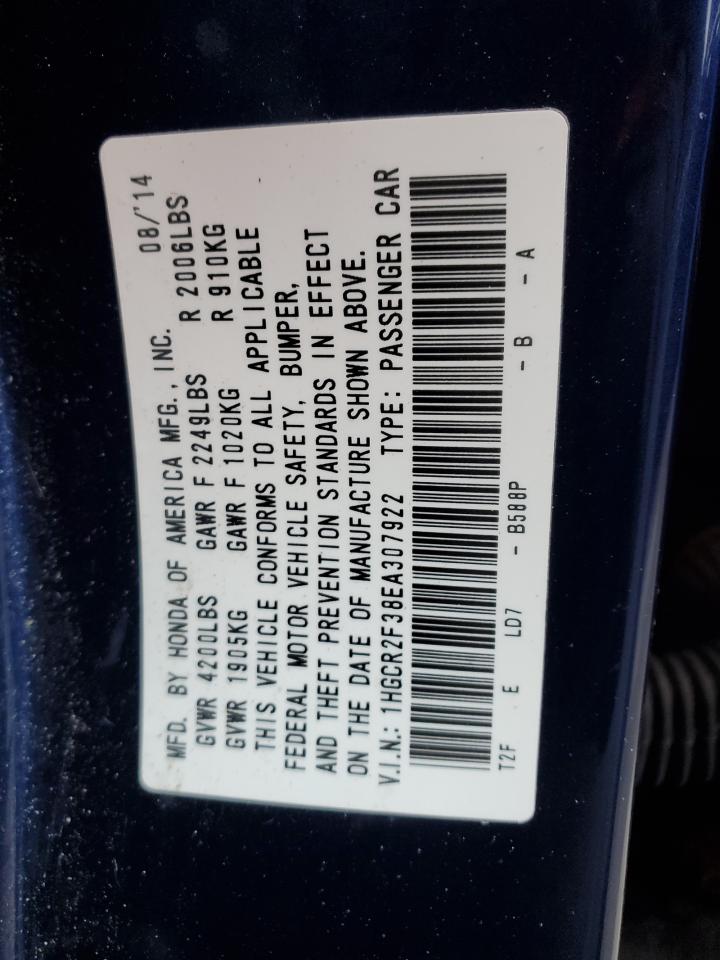 MFD. BY HONDA OF AMERICA MFG., INC. 08/'14
GVWR 4200LBS GAWR F 2249LBS R 2006LBS
GVWR 1905KG GAWR F 1020KG R 910KG
THIS VEHICLE CONFORMS TO ALL APPLICABLE
FEDERAL MOTOR VEHICLE SAFETY, BUMPER,
AND THEFT PREVENTION STANDARDS IN EFFECT
ON THE DATE OF MANUFACTURE SHOWN ABOVE.
V.I.N.: 1HGCR2F38EA307922 TYPE: PASSENGER CAR
T2F E LD7 - B588P - B - A